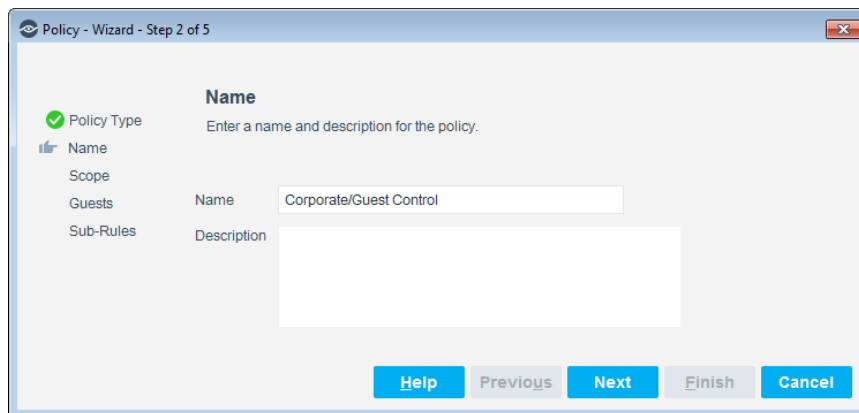 Policy - Wizard - Step 2 of 5
Policy Type
Name
Scope
Guests
Sub-Rules
Name
Enter a name and description for the policy.
Name
Corporate/Guest Control
Description
Help
Previous
Next
Finish
Cancel